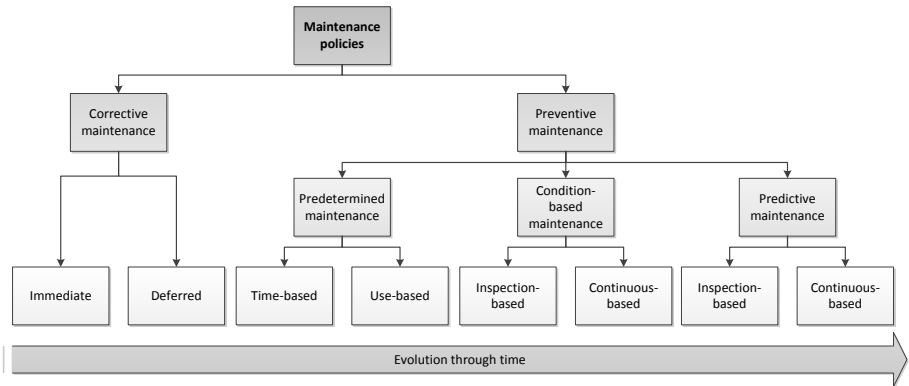 Maintenance
policies
Corrective
maintenance
Preventive
maintenance
Predetermined
maintenance
Condition-
based
maintenance
Predictive
maintenance
Immediate
Deferred
Time-based
Use-based
Inspection-
based
Continuous-
based
Inspection-
based
Continuous-
based
Evolution through time